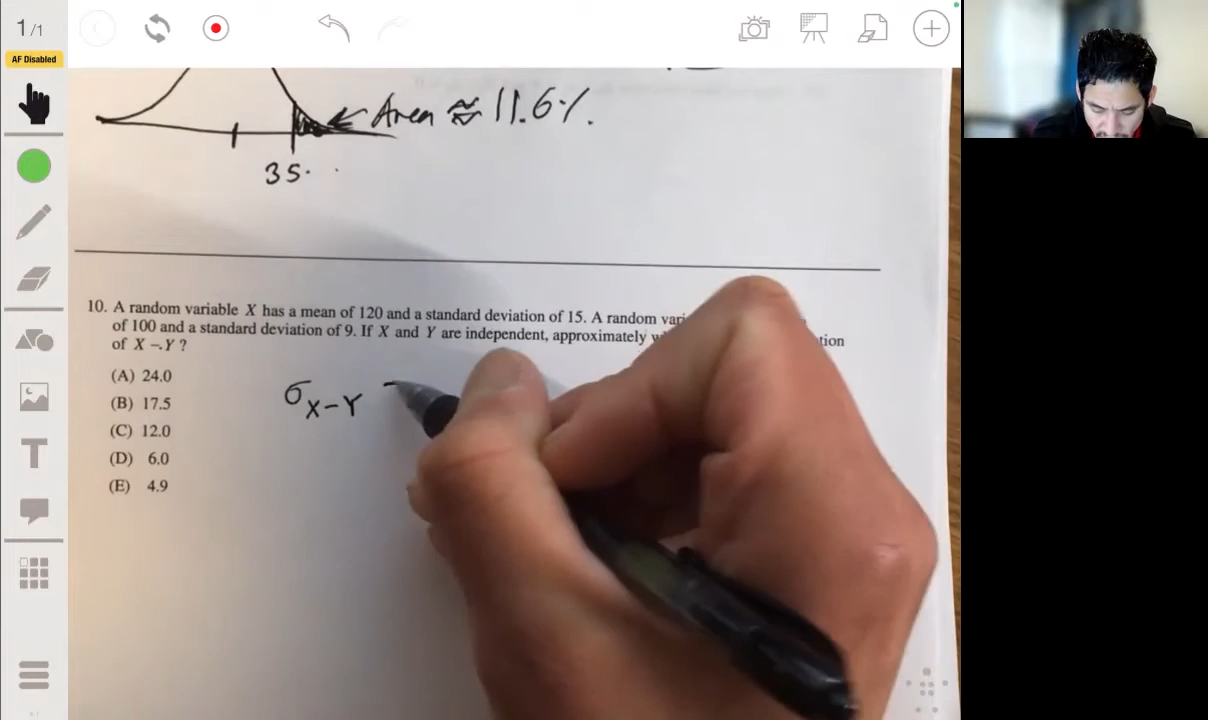 1/1
AF Disabled
← Area ≈ 11.6%.
35.
10. A random variable X has a mean of 120 and a standard deviation of 15. A random
of 100 and a standard deviation of 9. If X and Y are independent, approximately
tion
of X – Y ?
(A) 24.0
(B) 17.5
(C) 12.0
(D) 6.0
(E) 4.9
σ X–Y
T